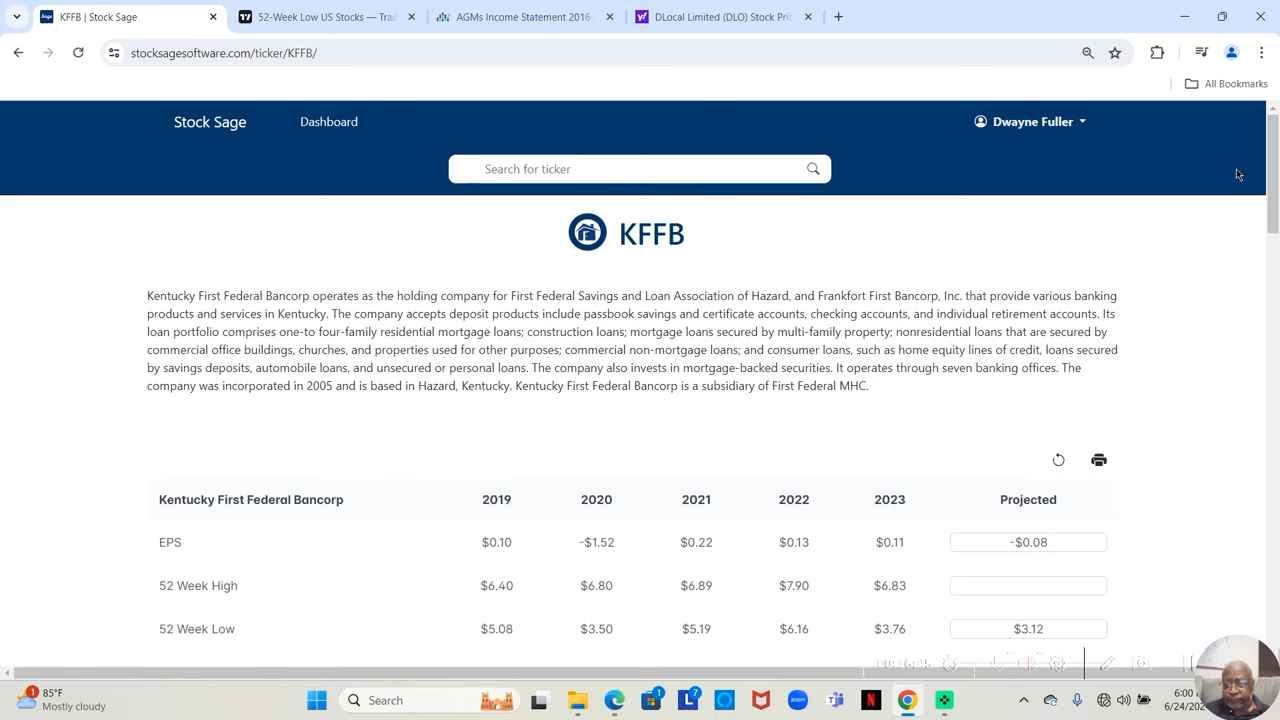 KFFB | Stock Sage
52-Week Low US Stocks — Tra
AGMs Income Statement 2016-
DLocal Limited (DLO) Stock Pric
stocksagesoftware.com/ticker/KFFB/
All Bookmarks
Stock Sage
Dashboard
Dwayne Fuller
Search for ticker
KFFB
Kentucky First Federal Bancorp operates as the holding company for First Federal Savings and Loan Association of Hazard, and Frankfort First Bancorp, Inc. that provide various banking
products and services in Kentucky. The company accepts deposit products include passbook savings and certificate accounts, checking accounts, and individual retirement accounts. Its
loan portfolio comprises one-to four-family residential mortgage loans; construction loans; mortgage loans secured by multi-family property; nonresidential loans that are secured by
commercial office buildings, churches, and properties used for other purposes; commercial non-mortgage loans; and consumer loans, such as home equity lines of credit, loans secured
by savings deposits, automobile loans, and unsecured or personal loans. The company also invests in mortgage-backed securities. It operates through seven banking offices. The
company was incorporated in 2005 and is based in Hazard, Kentucky. Kentucky First Federal Bancorp is a subsidiary of First Federal MHC.
Kentucky First Federal Bancorp 2019 2020 2021 2022 2023 Projected
EPS $0.10 -$1.52 $0.22 $0.13 $0.11 -$0.08
52 Week High $6.40 $6.80 $6.89 $7.90 $6.83
52 Week Low $5.08 $3.50 $5.19 $6.16 $3.76 $3.12
1
85°F
Mostly cloudy
Search
1
7
zoom
6:00
6/24/20